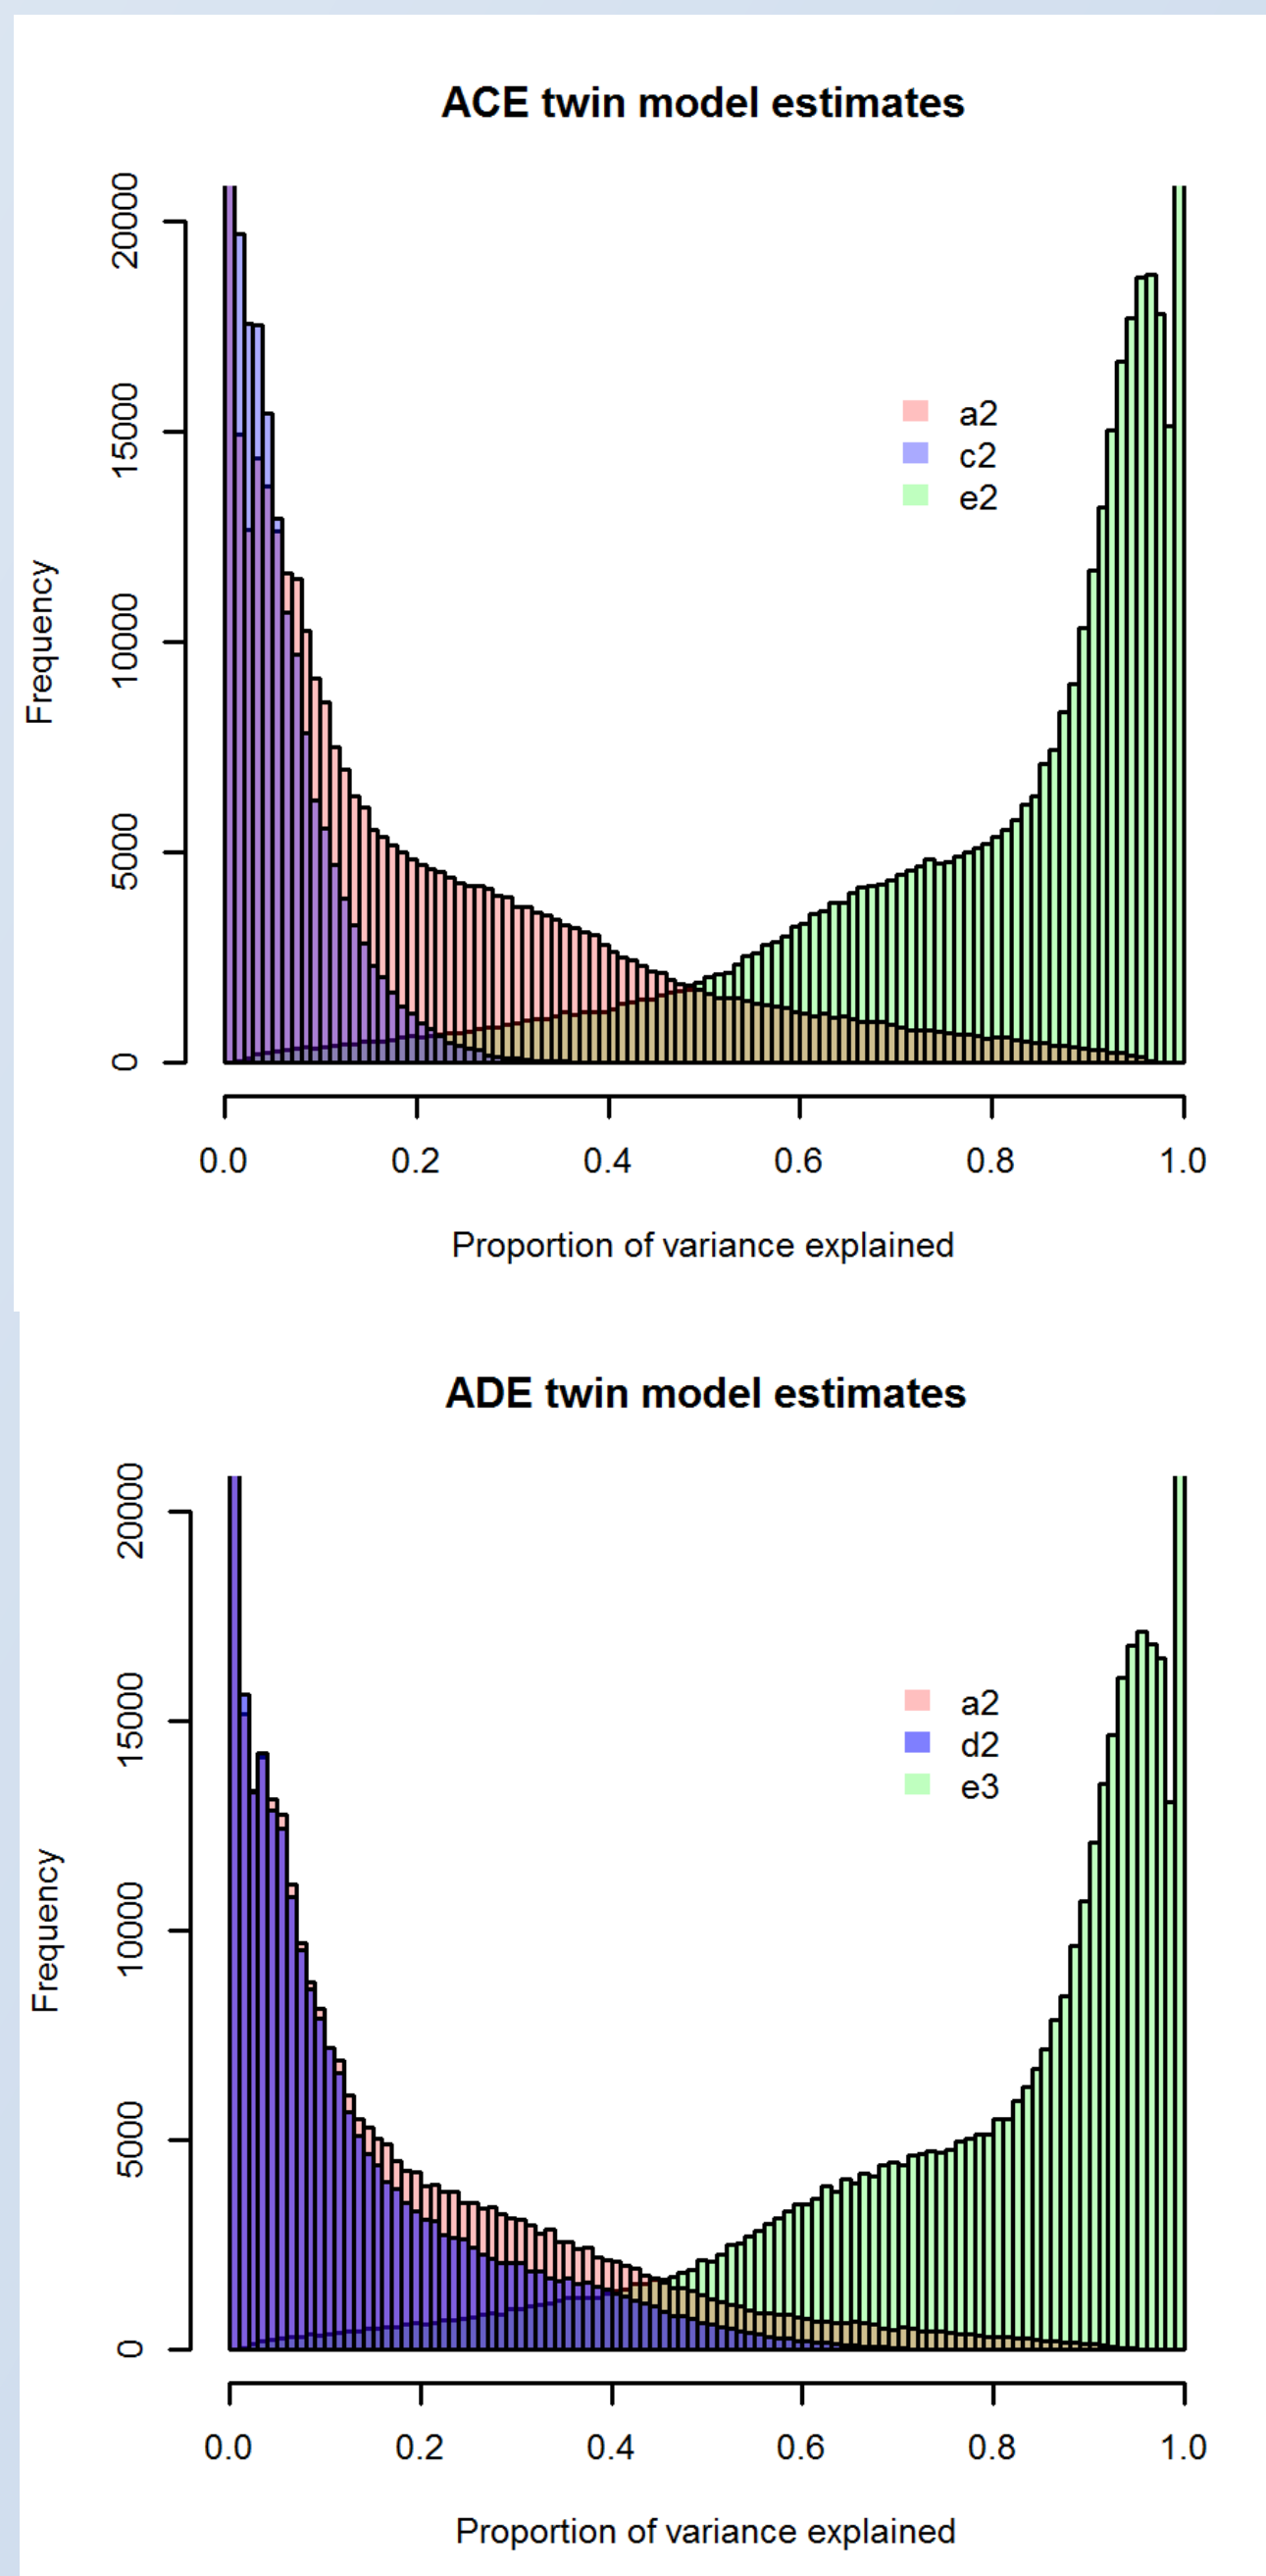 ACE twin model estimates
20000
15000
10000
5000
0
Frequency
a2
c2
e2
0.0 0.2 0.4 0.6 0.8 1.0
Proportion of variance explained
ADE twin model estimates
20000
15000
10000
5000
0
Frequency
a2
d2
e3
0.0 0.2 0.4 0.6 0.8 1.0
Proportion of variance explained